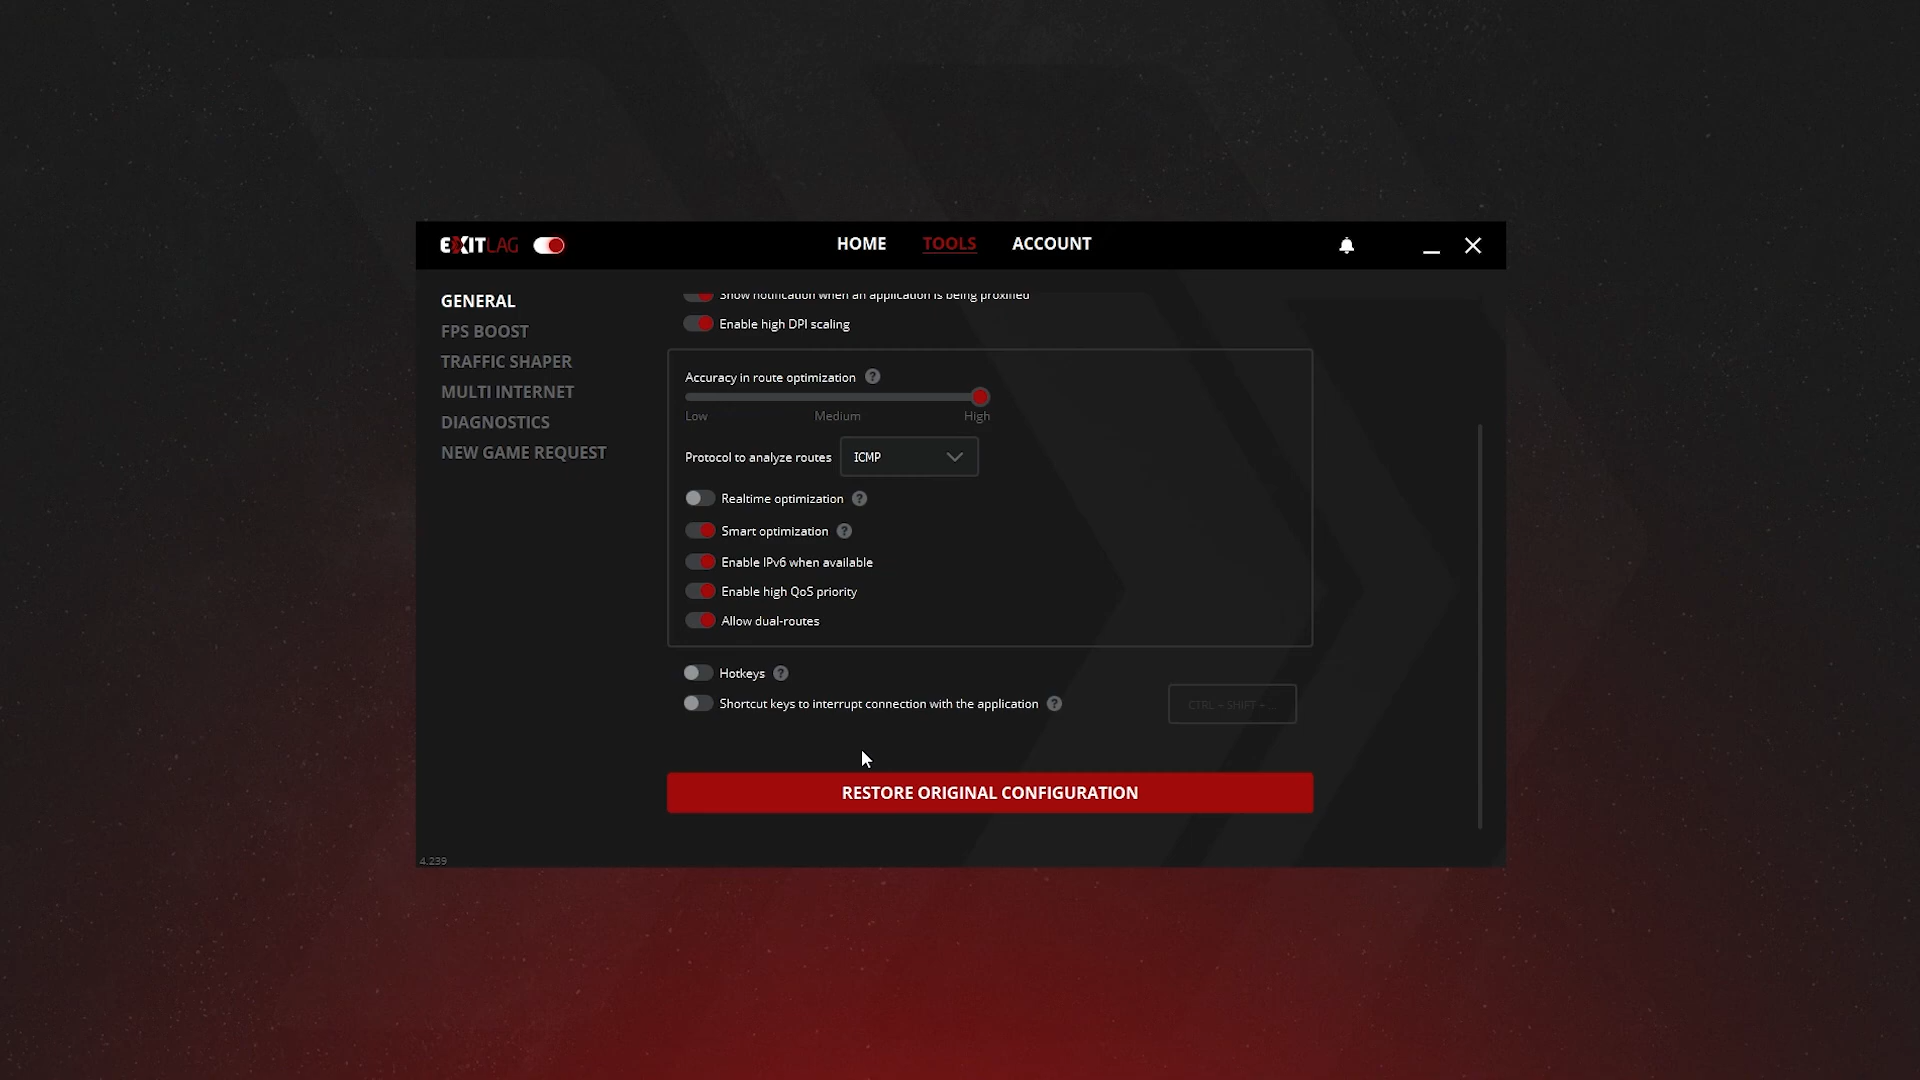 EXITLAG
HOME TOOLS ACCOUNT
GENERAL
FPS BOOST
TRAFFIC SHAPER
MULTI INTERNET
DIAGNOSTICS
NEW GAME REQUEST
Show notification when an application is being proxified
Enable high DPI scaling
Accuracy in route optimization ?
Low Medium High
Protocol to analyze routes ICMP
Realtime optimization ?
Smart optimization ?
Enable IPv6 when available
Enable high QoS priority
Allow dual-routes
Hotkeys ?
Shortcut keys to interrupt connection with the application ? CTRL + SHIFT + ...
RESTORE ORIGINAL CONFIGURATION
4.239